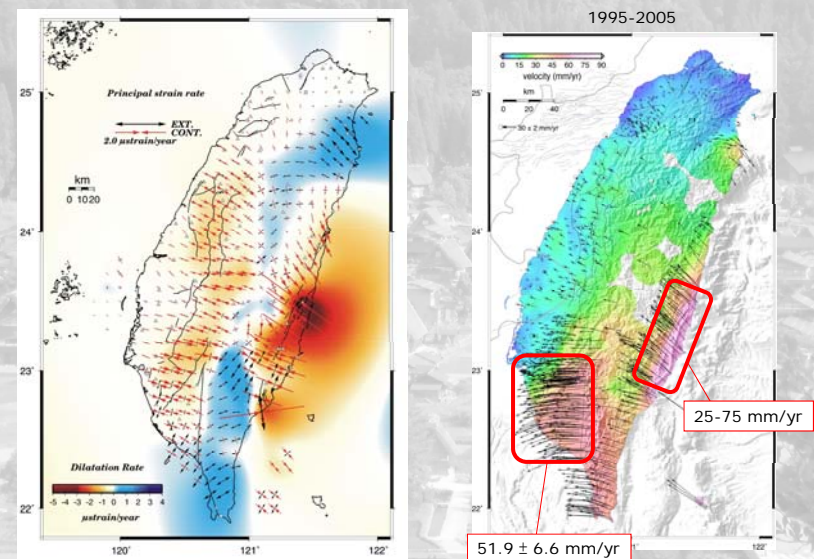 Principal strain rate
EXT.
CONT.
2.0 µstrain/year
km
0 10 20
25°
24°
23°
22°
Dilatation Rate
-5 -4 -3 -2 -1 0 1 2 3 4
µstrain/year
120° 121° 122°
1995-2005
0 15 30 45 60 75 90
velocity (mm/yr)
km
0 20 40
30 ± 2 mm/yr
25°
24°
23°
22°
25-75 mm/yr
51.9 ± 6.6 mm/yr
122°